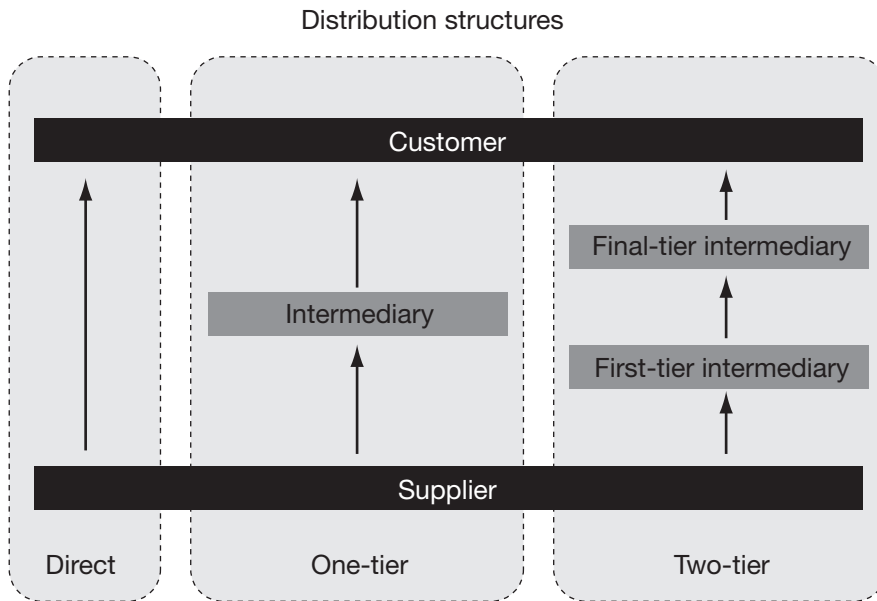 Distribution structures
Customer
Final-tier intermediary
Intermediary
First-tier intermediary
Supplier
Direct
One-tier
Two-tier